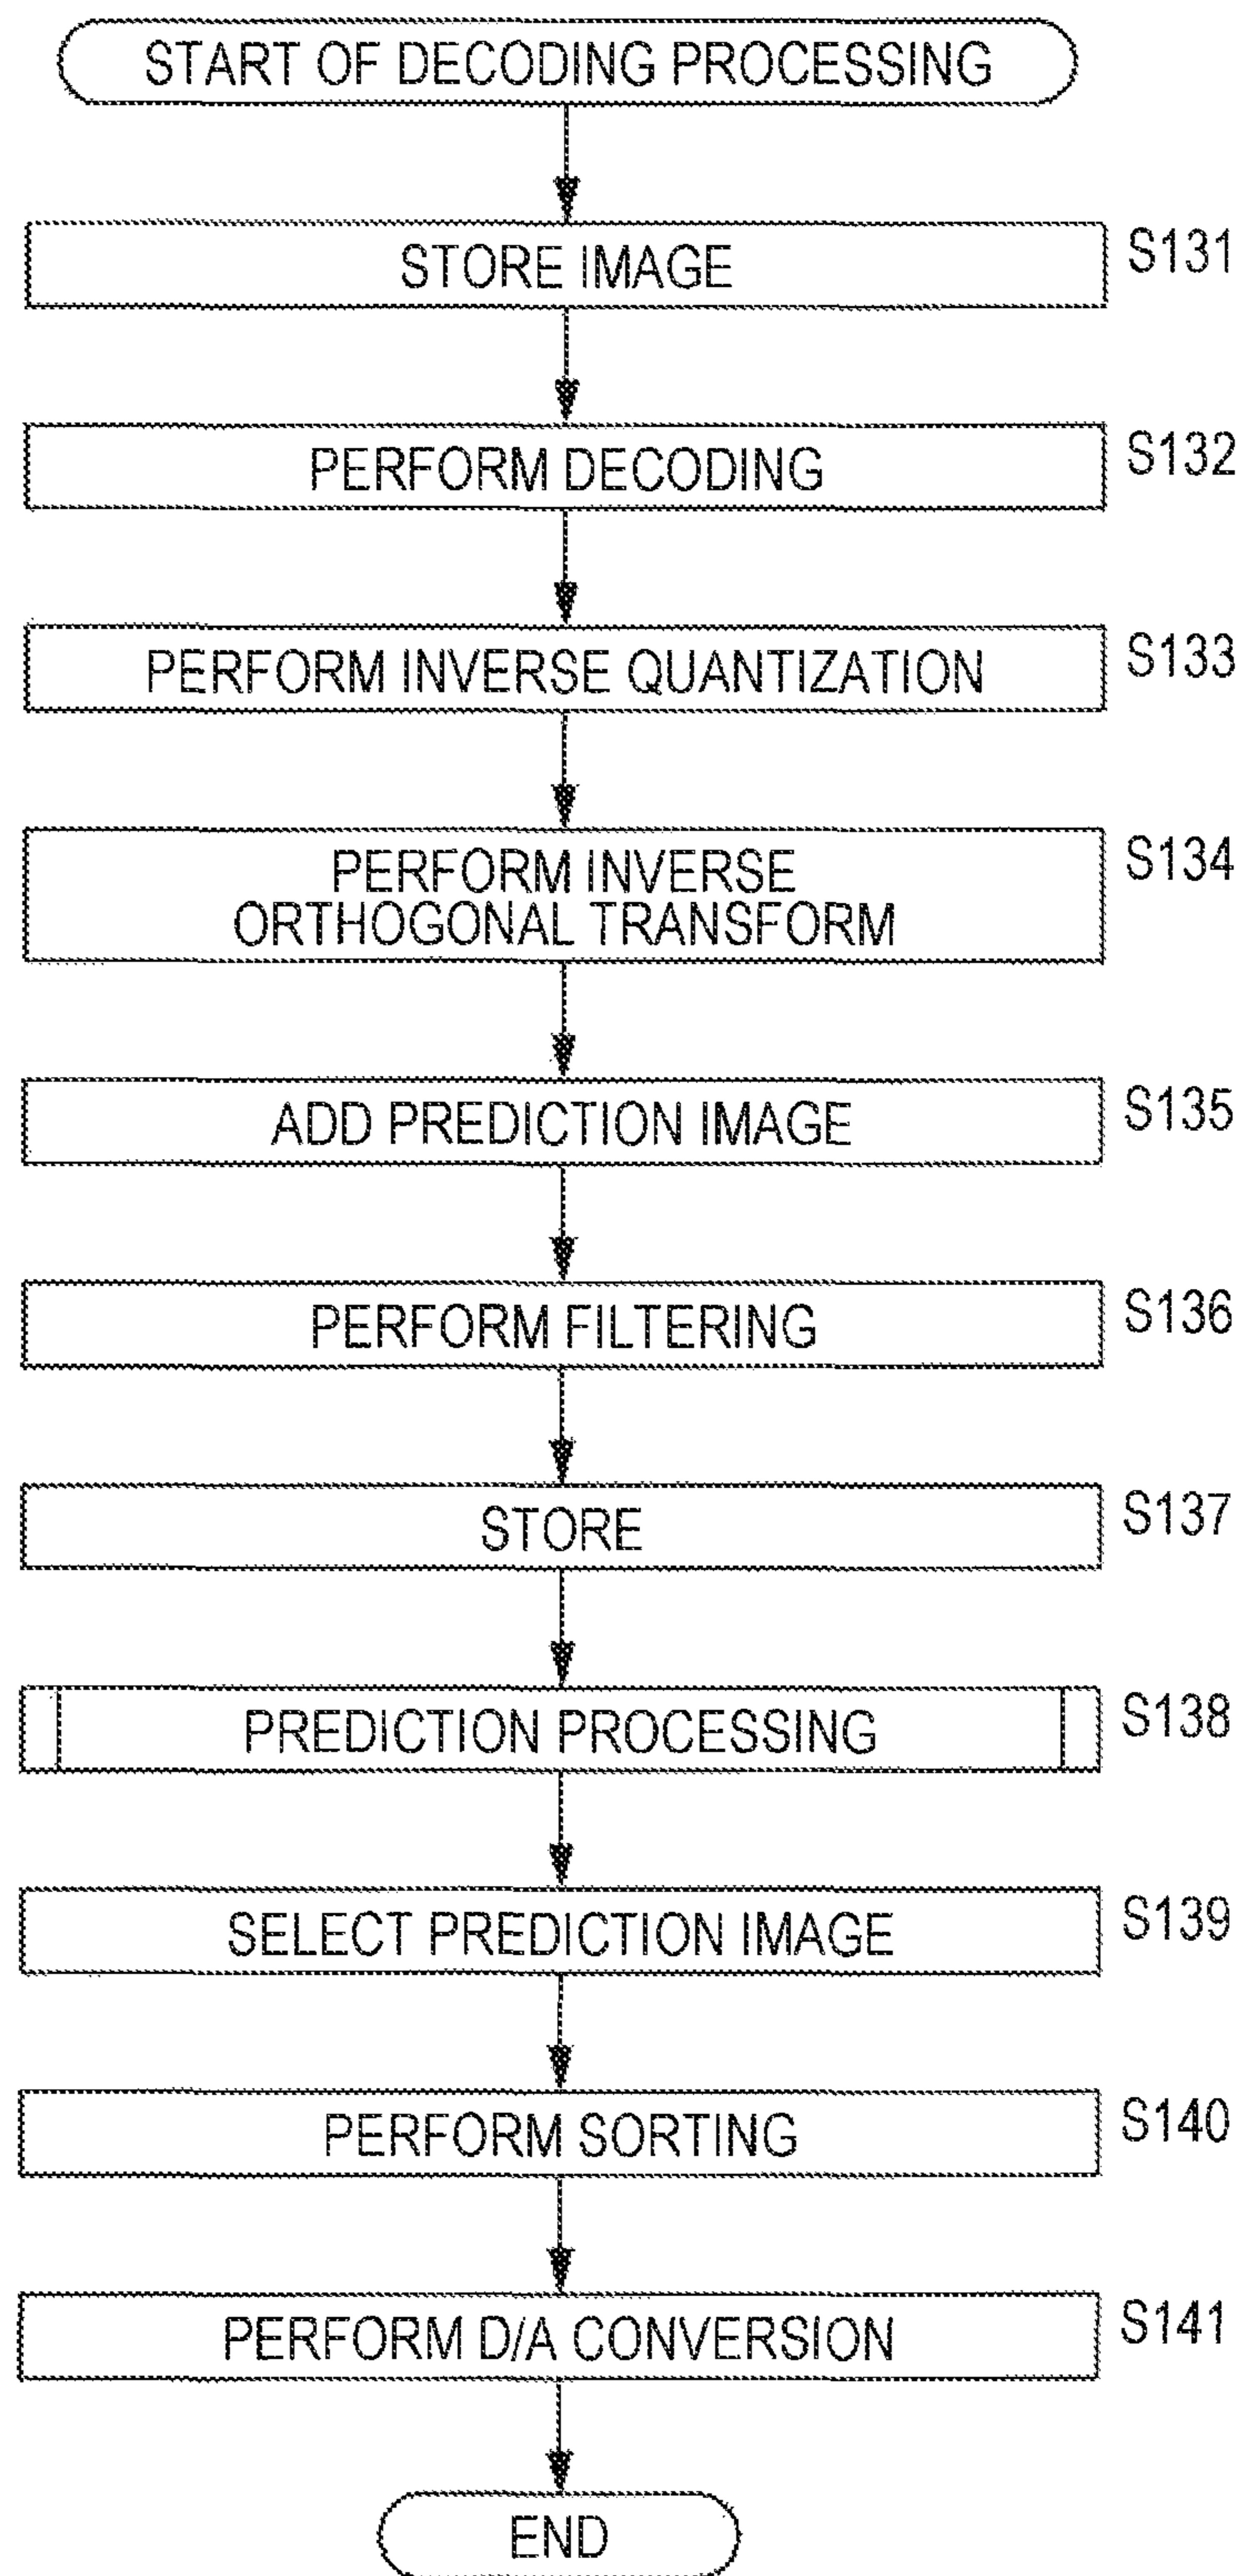 START OF DECODING PROCESSING
STORE IMAGE
S131
PERFORM DECODING
S132
PERFORM INVERSE QUANTIZATION
S133
PERFORM INVERSE
ORTHOGONAL TRANSFORM
S134
ADD PREDICTION IMAGE
S135
PERFORM FILTERING
S136
STORE
S137
PREDICTION PROCESSING
S138
SELECT PREDICTION IMAGE
S139
PERFORM SORTING
S140
PERFORM D/A CONVERSION
S141
END